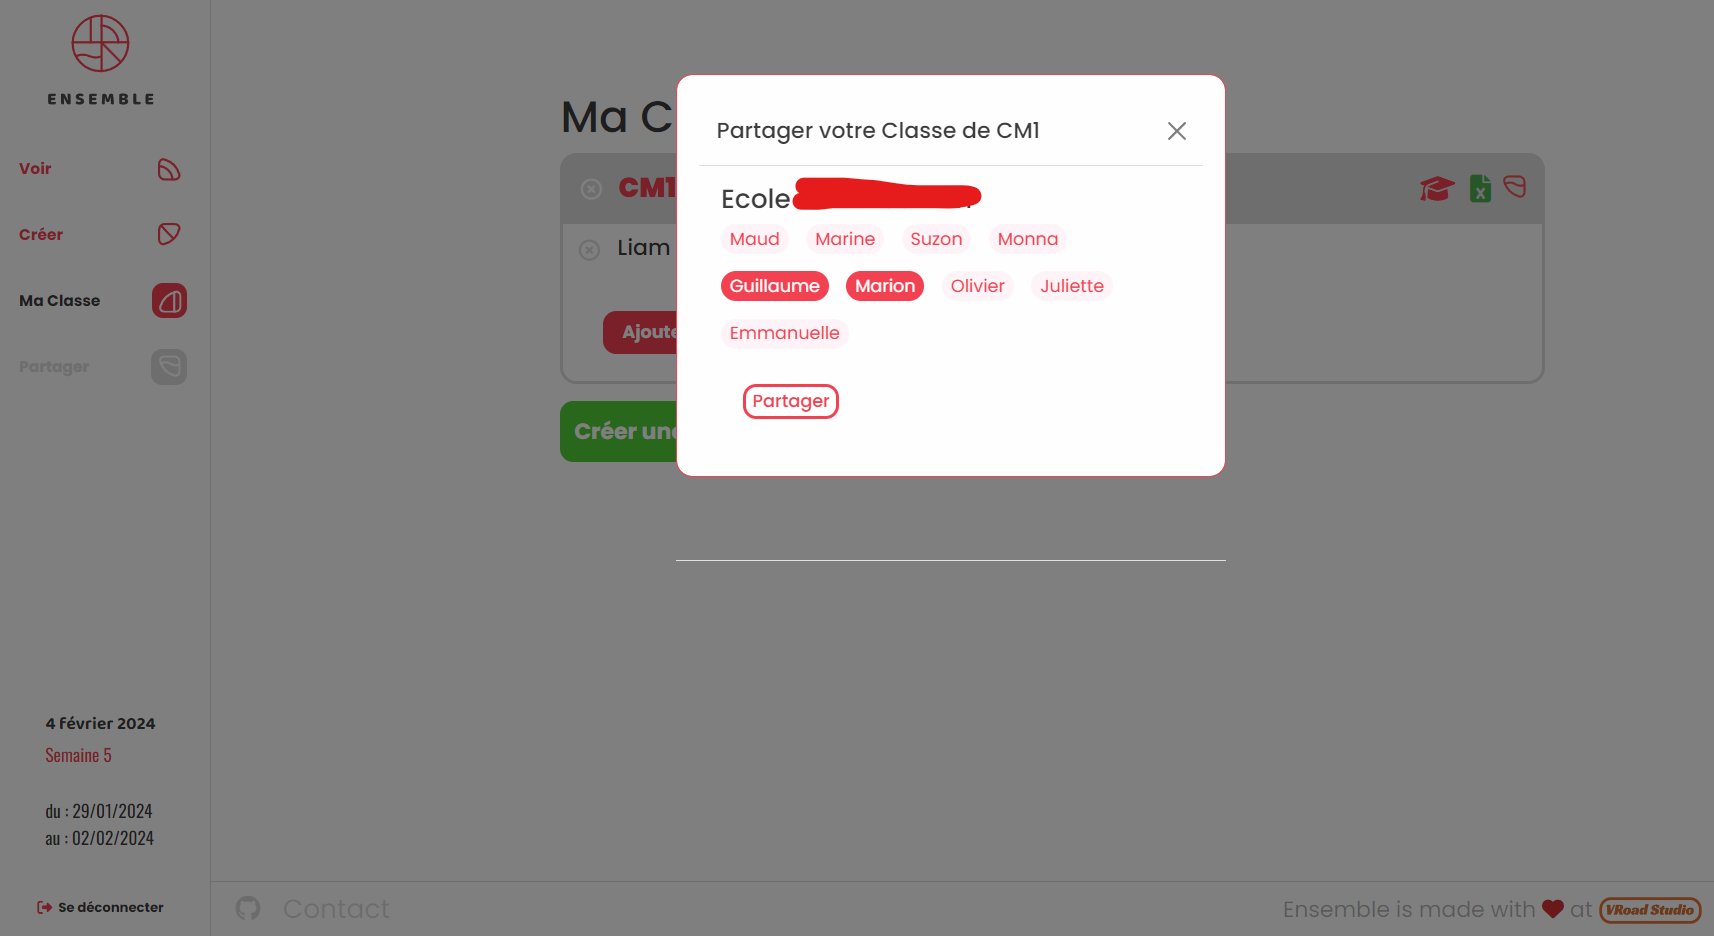 ENSEMBLE
Voir
Créer
Ma Classe
Partager
4 février 2024
Semaine 5
du : 29/01/2024
au : 02/02/2024
Se déconnecter
Ma C
CM1
Liam
Ajoute
Créer un
Partager votre Classe de CM1
Ecole
Maud Marine Suzon Monna
Guillaume Marion Olivier Juliette
Emmanuelle
Partager
Contact
Ensemble is made with at VRoad Studio